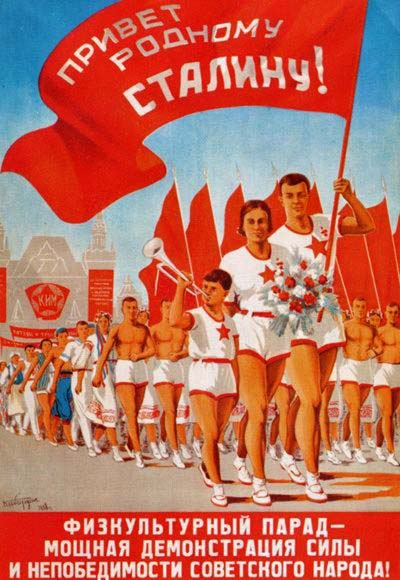 ПРИВЕТ
РОДНОМУ
СТАЛИНУ!
КИМ
ФИЗКУЛЬТУРНЫЙ ПАРАД—
МОЩНАЯ ДЕМОНСТРАЦИЯ СИЛЫ
И НЕПОБЕДИМОСТИ СОВЕТСКОГО НАРОДА!